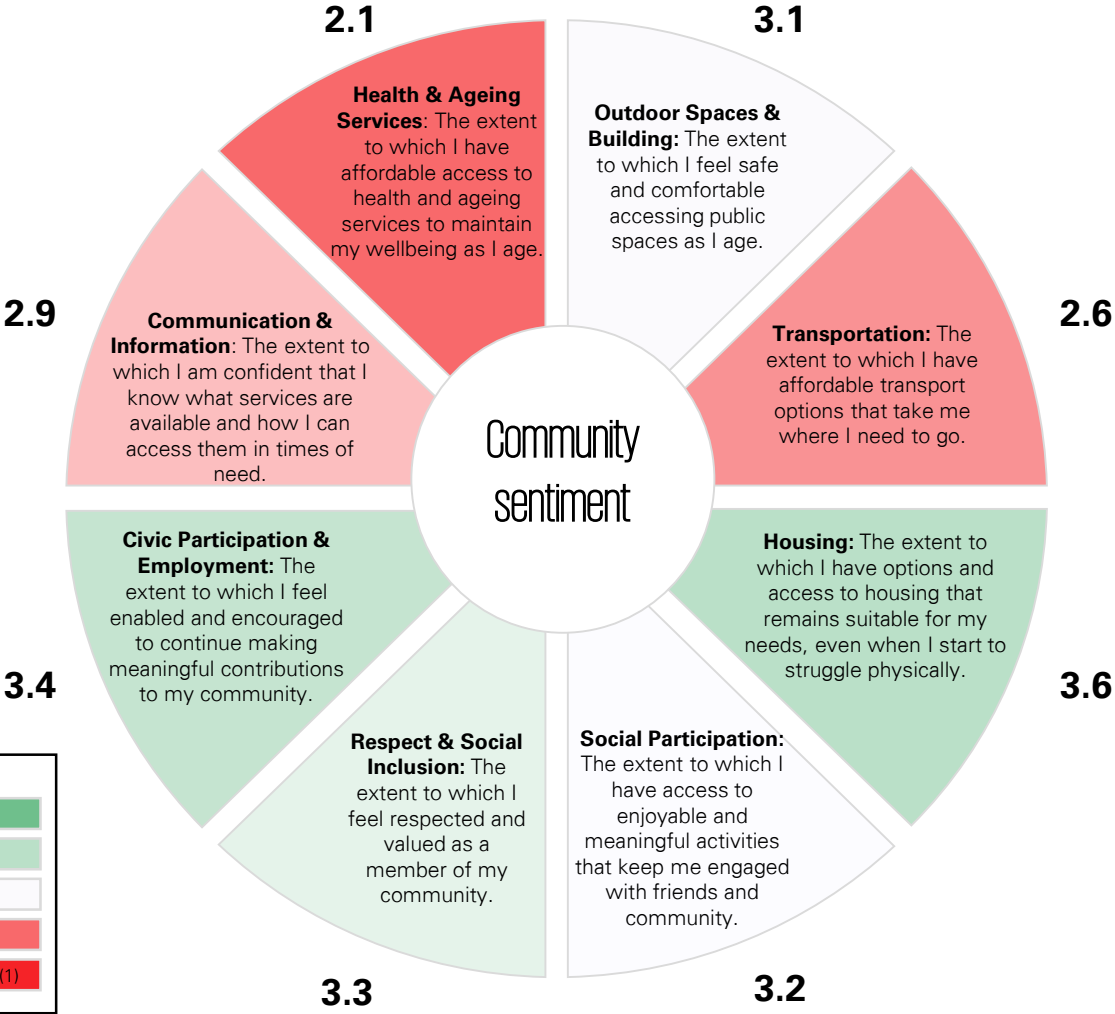 2.1
Health & Ageing
Services: The extent
to which I have
affordable access to
health and ageing
services to maintain
my wellbeing as I age.
3.1
Outdoor Spaces &
Building: The extent
to which I feel safe
and comfortable
accessing public
spaces as I age.
2.6
Transportation: The
extent to which I have
affordable transport
options that take me
where I need to go.
3.6
Housing: The extent to
which I have options and
access to housing that
remains suitable for my
needs, even when I start to
struggle physically.
3.2
Social Participation:
The extent to which I
have access to
enjoyable and
meaningful activities
that keep me engaged
with friends and
community.
3.3
Respect & Social
Inclusion: The
extent to which I
feel respected and
valued as a
member of my
community.
3.4
Civic Participation &
Employment: The
extent to which I feel
enabled and encouraged
to continue making
meaningful contributions
to my community.
2.9
Communication &
Information: The extent to
which I am confident that I
know what services are
available and how I can
access them in times of
need.
Community
sentiment
(1)